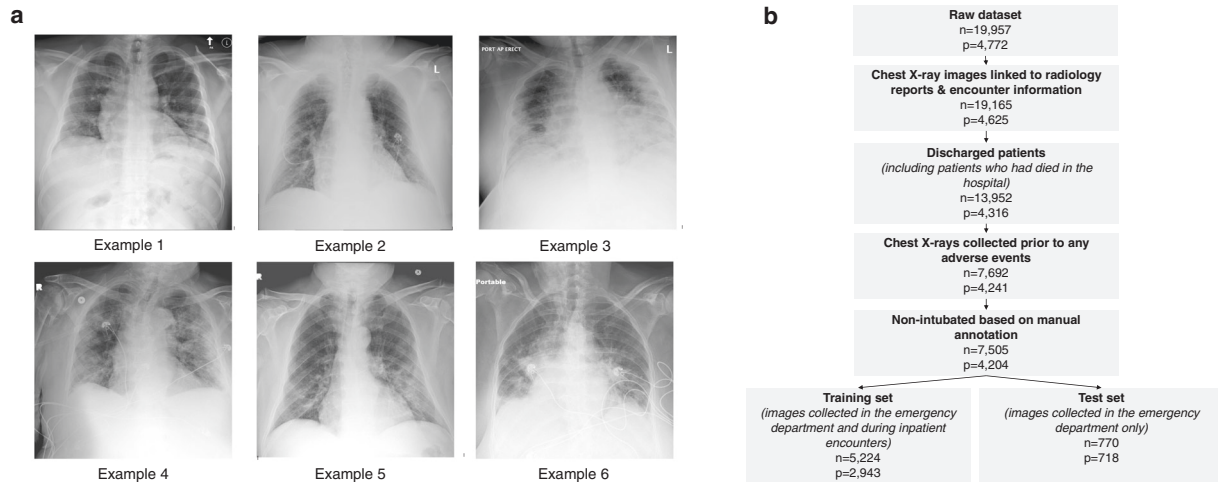 a
L
PORT AP ERECT
L
Example 1
Example 2
Example 3
R
R
Portable
Example 4
Example 5
Example 6
b
Raw dataset
n=19,957
p=4,772
Chest X-ray images linked to radiology
reports & encounter information
n=19,165
p=4,625
Discharged patients
(including patients who had died in the
hospital)
n=13,952
p=4,316
Chest X-rays collected prior to any
adverse events
n=7,692
p=4,241
Non-intubated based on manual
annotation
n=7,505
p=4,204
Training set
(images collected in the emergency
department and during inpatient
encounters)
n=5,224
p=2,943
Test set
(images collected in the emergency
department only)
n=770
p=718